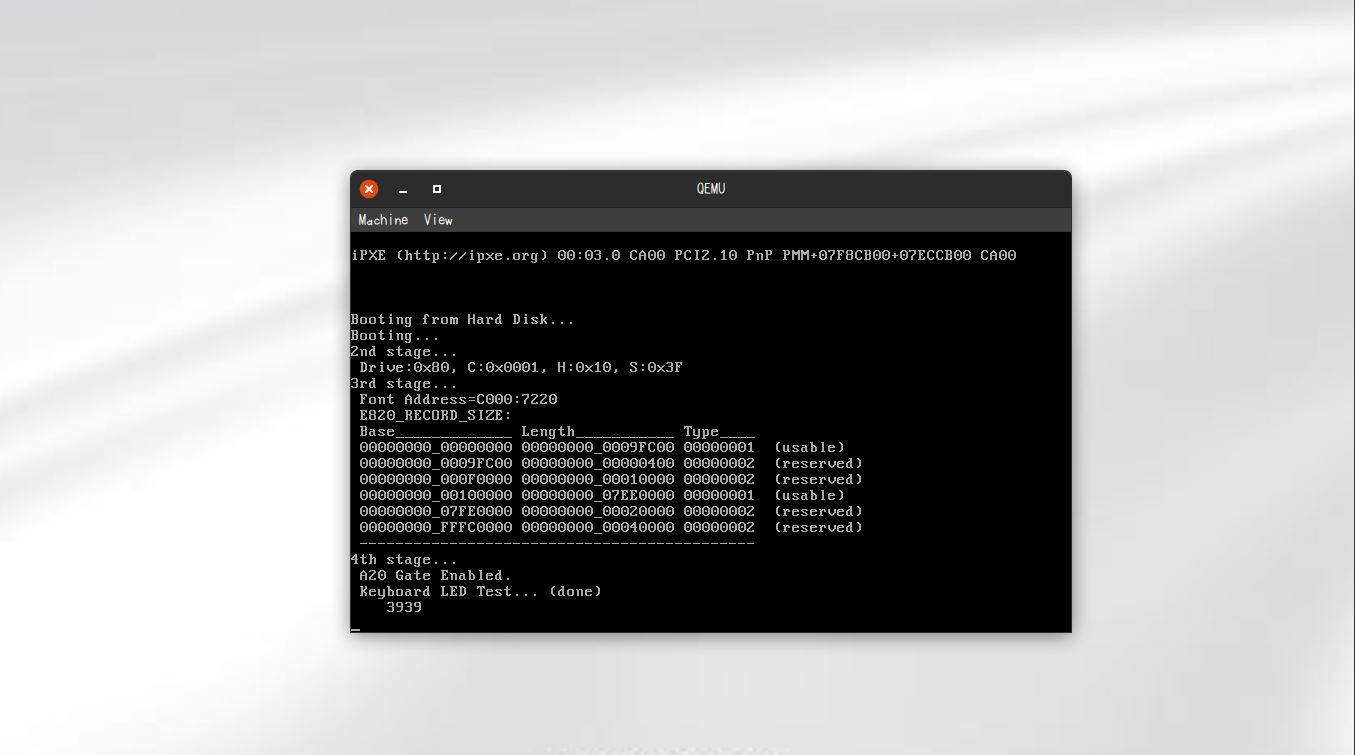 QEMU
Machine View
iPXE (http://ipxe.org) 00:03.0 CA00 PCI2.10 PnP PMM+07F8CB00+07ECCB00 CA00
Booting from Hard Disk...
Booting...
2nd stage...
Drive:0x80, C:0x0001, H:0x10, S:0x3F
3rd stage...
Font Address=C000:7220
E820_RECORD_SIZE:
Base_____________ Length___________ Type____
00000000_00000000 00000000_0009FC00 00000001 (usable)
00000000_0009FC00 00000000_00000400 00000002 (reserved)
00000000_000F0000 00000000_00010000 00000002 (reserved)
00000000_00100000 00000000_07EE0000 00000001 (usable)
00000000_07FE0000 00000000_00020000 00000002 (reserved)
00000000_FFFC0000 00000000_00040000 00000002 (reserved)
--------------------------------------------
4th stage...
A20 Gate Enabled.
Keyboard LED Test... (done)
3939
_